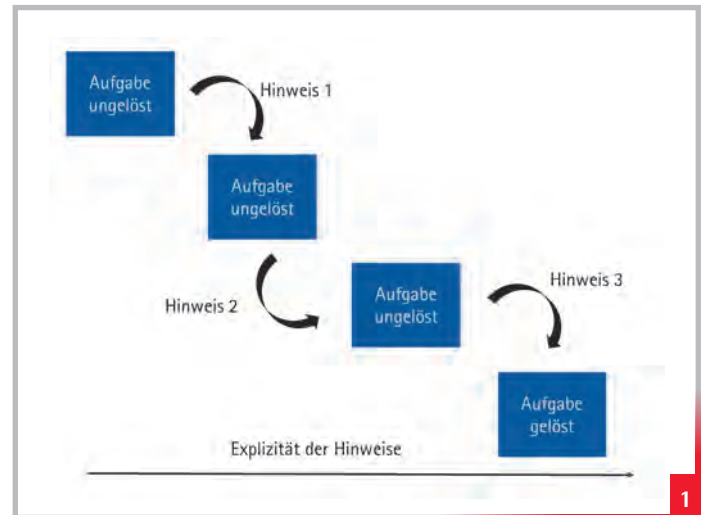 Aufgabe
ungelöst
Hinweis 1
Aufgabe
ungelöst
Hinweis 2
Aufgabe
ungelöst
Hinweis 3
Aufgabe
gelöst
Explizität der Hinweise
1